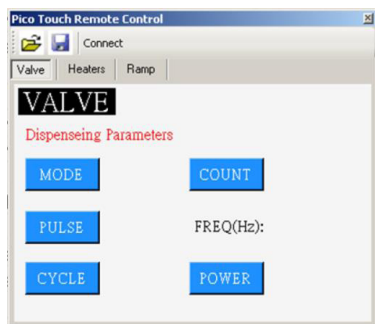 Pico Touch Remote Control
Connect
Valve Heaters Ramp
VALVE
Dispenseing Parameters
MODE COUNT
PULSE FREQ(Hz):
CYCLE POWER